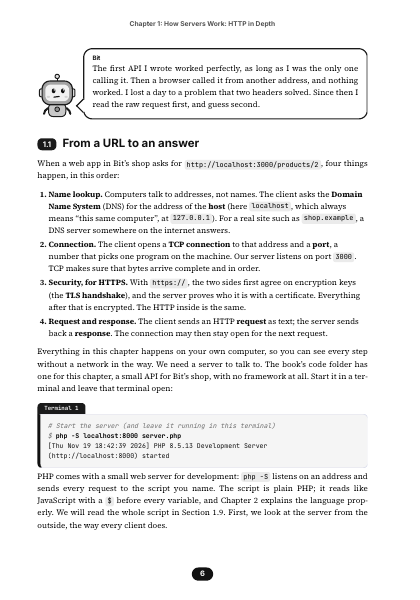 Chapter 1: How Servers Work: HTTP in Depth
Bit
The first API I wrote worked perfectly, as long as I was the only one
calling it. Then a browser called it from another address, and nothing
worked. I lost a day to a problem that two headers solved. Since then I
read the raw request first, and guess second.
1.1 From a URL to an answer
When a web app in Bit's shop asks for http://localhost:3000/products/2, four things
happen, in this order:
1. Name lookup. Computers talk to addresses, not names. The client asks the Domain
Name System (DNS) for the address of the host (here localhost, which always
means “this same computer”, at 127.0.0.1). For a real site such as shop.example, a
DNS server somewhere on the internet answers.
2. Connection. The client opens a TCP connection to that address and a port, a
number that picks one program on the machine. Our server listens on port 3000.
TCP makes sure that bytes arrive complete and in order.
3. Security, for HTTPS. With https://, the two sides first agree on encryption keys
(the TLS handshake), and the server proves who it is with a certificate. Everything
after that is encrypted. The HTTP inside is the same.
4. Request and response. The client sends an HTTP request as text; the server sends
back a response. The connection may then stay open for the next request.
Everything in this chapter happens on your own computer, so you can see every step
without a network in the way. We need a server to talk to. The book's code folder has
one for this chapter, a small API for Bit's shop, with no framework at all. Start it in a ter-
minal and leave that terminal open:
Terminal 1
# Start the server (and leave it running in this terminal)
$ php -S localhost:8000 server.php
[Thu Nov 19 18:42:39 2026] PHP 8.5.13 Development Server
(http://localhost:8000) started
PHP comes with a small web server for development: php -S listens on an address and
sends every request to the script you name. The script is plain PHP; it reads like
JavaScript with a $ before every variable, and Chapter 2 explains the language prop-
erly. We will read the whole script in Section 1.9. First, we look at the server from the
outside, the way every client does.
6